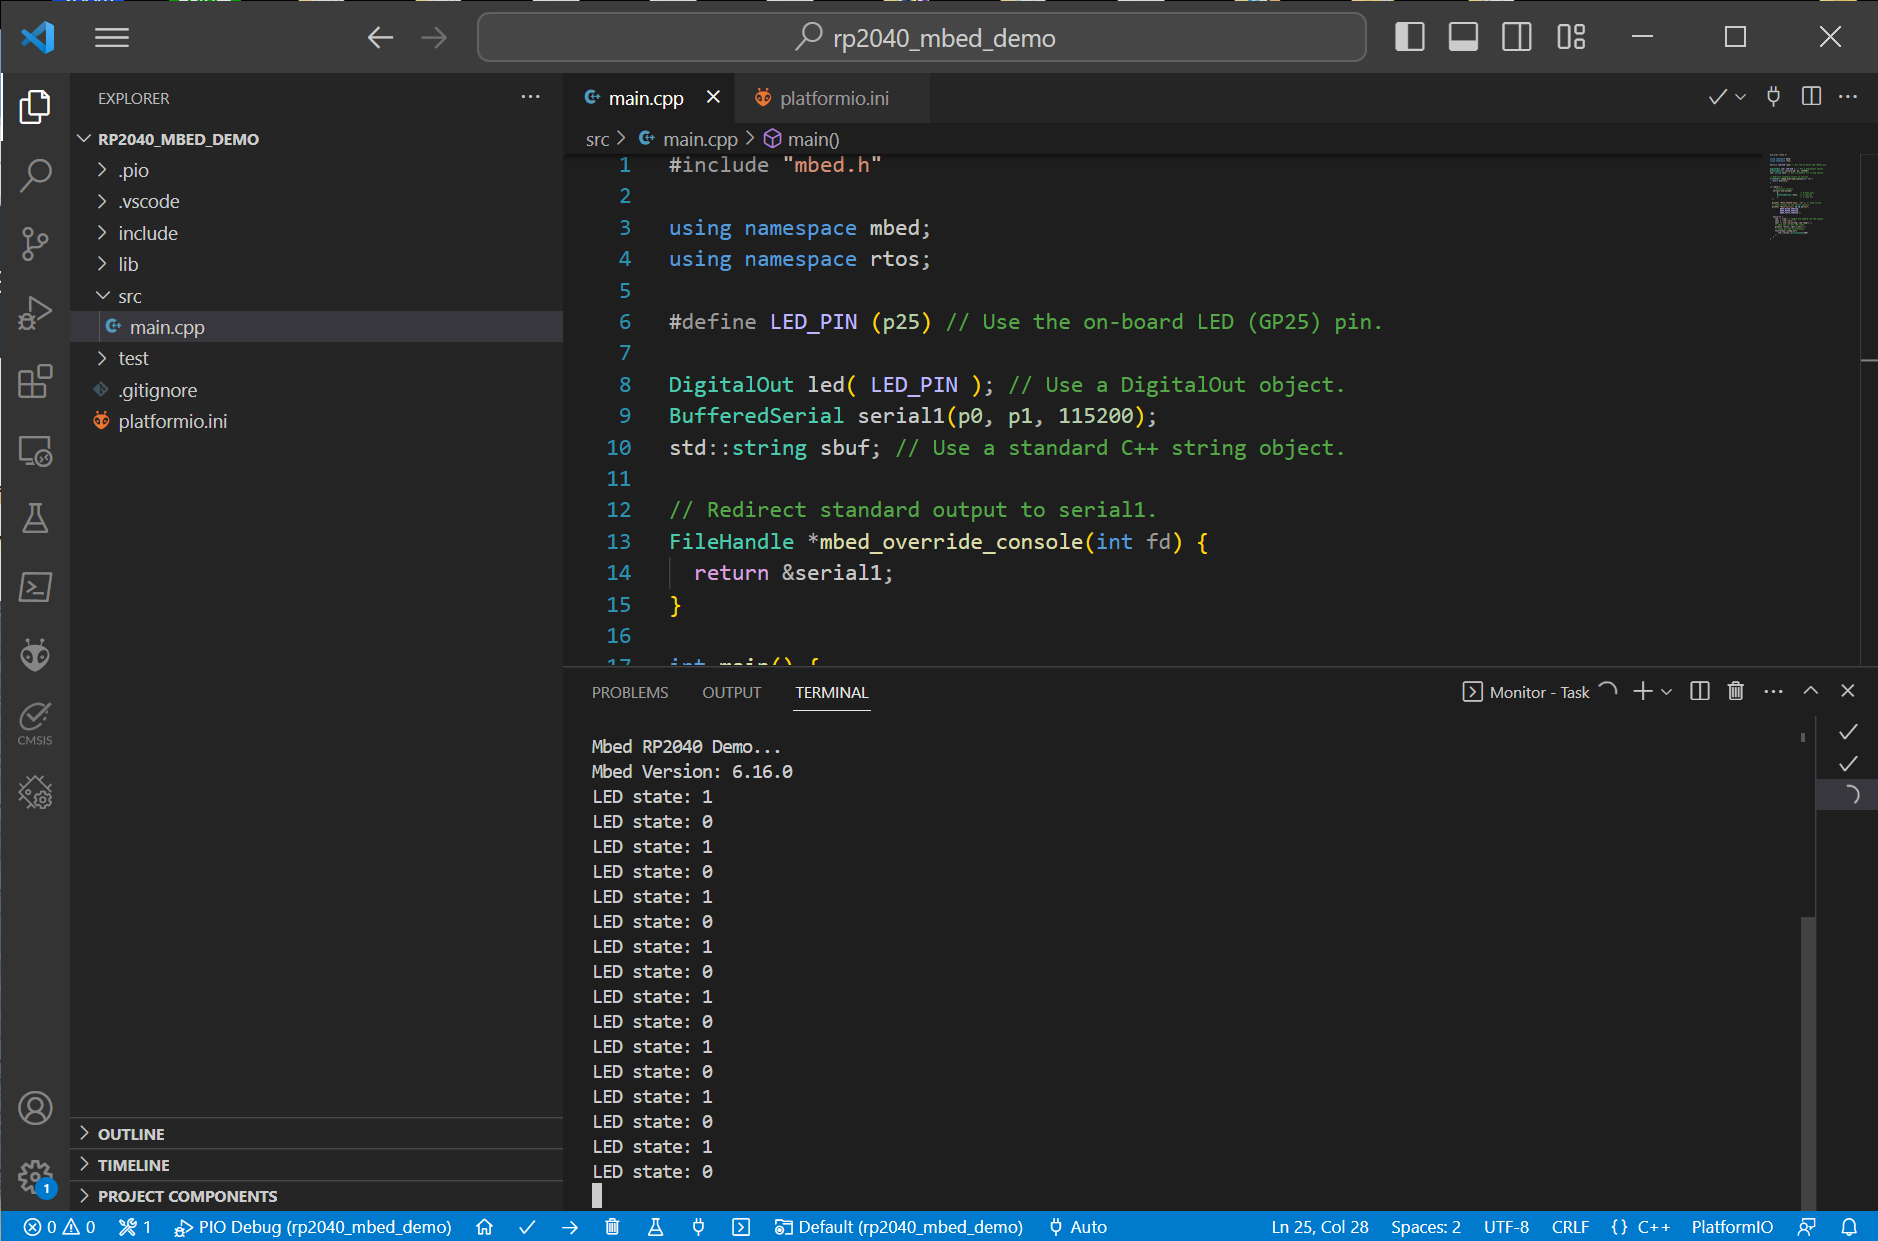 rp2040_mbed_demo
EXPLORER
RP2040_MBED_DEMO
.pio
.vscode
include
lib
src
main.cpp
test
.gitignore
platformio.ini
OUTLINE
TIMELINE
PROJECT COMPONENTS
CMSIS
1
main.cpp
platformio.ini
src > main.cpp > main()
1 #include "mbed.h"
2
3 using namespace mbed;
4 using namespace rtos;
5
6 #define LED_PIN (p25) // Use the on-board LED (GP25) pin.
7
8 DigitalOut led( LED_PIN ); // Use a DigitalOut object.
9 BufferedSerial serial1(p0, p1, 115200);
10 std::string sbuf; // Use a standard C++ string object.
11
12 // Redirect standard output to serial1.
13 FileHandle *mbed_override_console(int fd) {
14 return &serial1;
15 }
16
17 int main() {
PROBLEMS OUTPUT TERMINAL
Monitor - Task
Mbed RP2040 Demo...
Mbed Version: 6.16.0
LED state: 1
LED state: 0
LED state: 1
LED state: 0
LED state: 1
LED state: 0
LED state: 1
LED state: 0
LED state: 1
LED state: 0
LED state: 1
LED state: 0
LED state: 1
LED state: 0
LED state: 1
LED state: 0
0 0 1 PIO Debug (rp2040_mbed_demo) Default (rp2040_mbed_demo) Auto Ln 25, Col 28 Spaces: 2 UTF-8 CRLF {} C++ PlatformIO